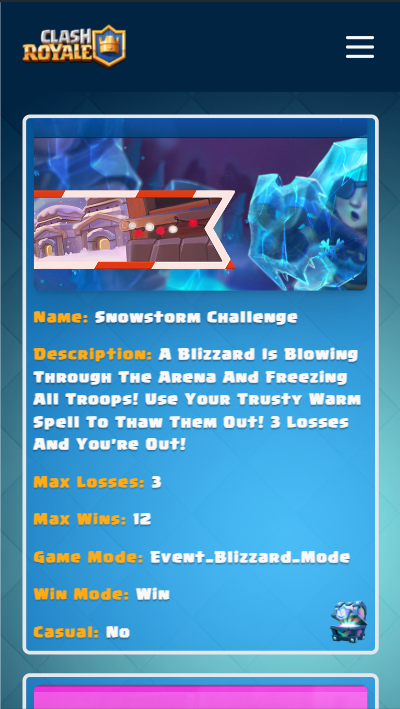 CLASH
ROYALE
Name: Snowstorm Challenge
Description: A Blizzard Is Blowing
Through The Arena And Freezing
All Troops! Use Your Trusty Warm
Spell To Thaw Them Out! 3 Losses
And You're Out!
Max Losses: 3
Max Wins: 12
Game Mode: Event_Blizzard_Mode
Win Mode: Win
Casual: No